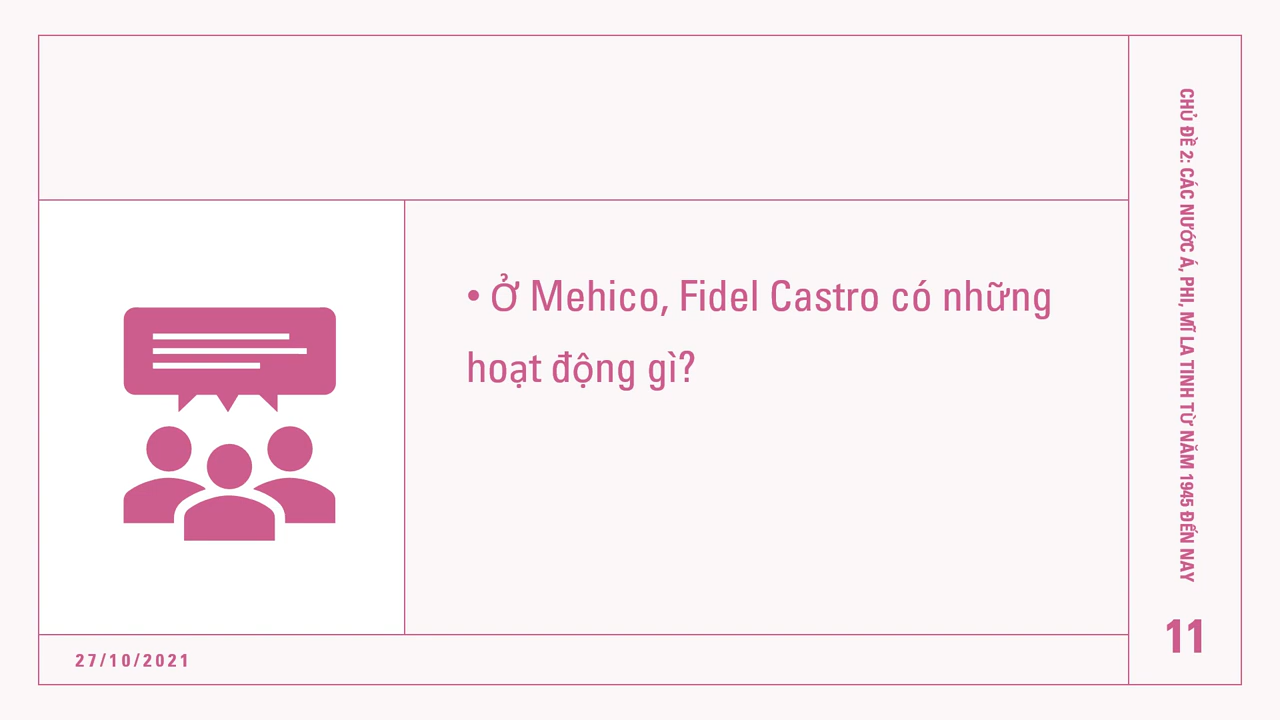 • Ở Mehico, Fidel Castro có những
hoạt động gì?
CHỦ ĐỀ 2: CÁC NƯỚC Á, PHI, MĨ LA TINH TỪ NĂM 1945 ĐẾN NAY
27/10/2021
11